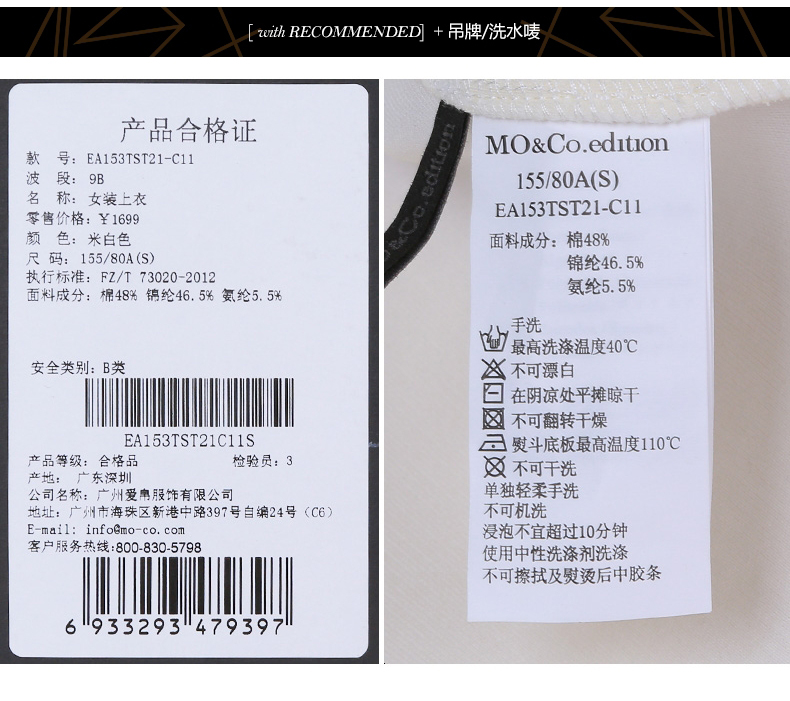 [ with RECOMMENDED] + 吊牌/洗水唛
产品合格证
款 号: EA153TST21-C11
波 段: 9B
名 称: 女装上衣
零售价格: ¥1699
颜 色: 米白色
尺 码: 155/80A(S)
执行标准: FZ/T 73020-2012
面料成分: 棉48% 锦纶46.5% 氨纶5.5%
安全类别: B类
EA153TST21C11S
产品等级: 合格品 检验员: 3
产地: 广东深圳
公司名称: 广州爱帛服饰有限公司
地址: 广州市海珠区新港中路397号自编24号 (C6)
E-mail: info@mo-co.com
客户服务热线:800-830-5798
6 933293 479397
&Co.edition
MO&Co.edition
155/80A(S)
EA153TST21-C11
面料成分: 棉48%
锦纶46.5%
氨纶5.5%
手洗
最高洗涤温度40℃
不可漂白
在阴凉处平摊晾干
不可翻转干燥
熨斗底板最高温度110℃
不可干洗
单独轻柔手洗
不可机洗
浸泡不宜超过10分钟
使用中性洗涤剂洗涤
不可擦拭及熨烫后中胶条